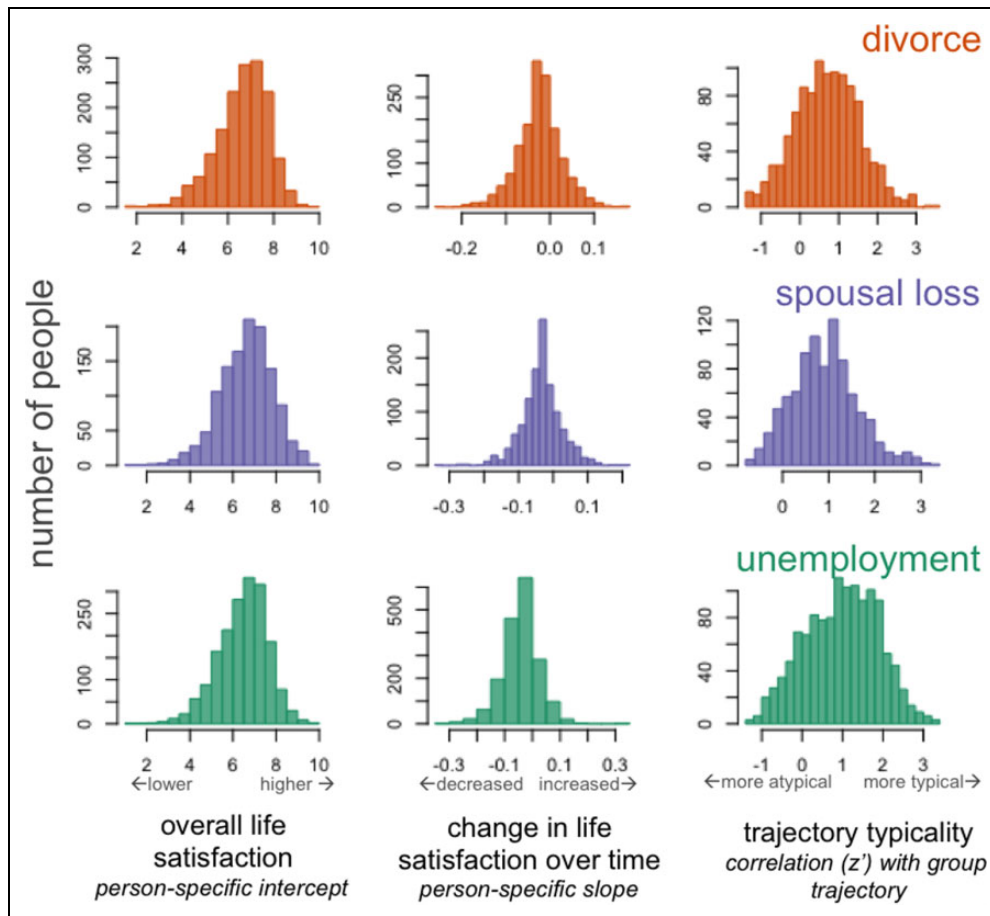 divorce
300
200
100
0
2 4 6 8 10
250
100
0
-0.2 0.0 0.1
80
40
0
-1 0 1 2 3
number of people
spousal loss
150
50
0
2 4 6 8 10
200
100
0
-0.3 -0.1 0.1
120
80
40
0
0 1 2 3
unemployment
250
100
0
2 4 6 8 10
←lower higher →
500
200
0
-0.3 -0.1 0.1 0.3
←decreased increased→
80
40
0
-1 0 1 2 3
←more atypical more typical→
overall life
satisfaction
person-specific intercept
change in life
satisfaction over time
person-specific slope
trajectory typicality
correlation (z’) with group
trajectory